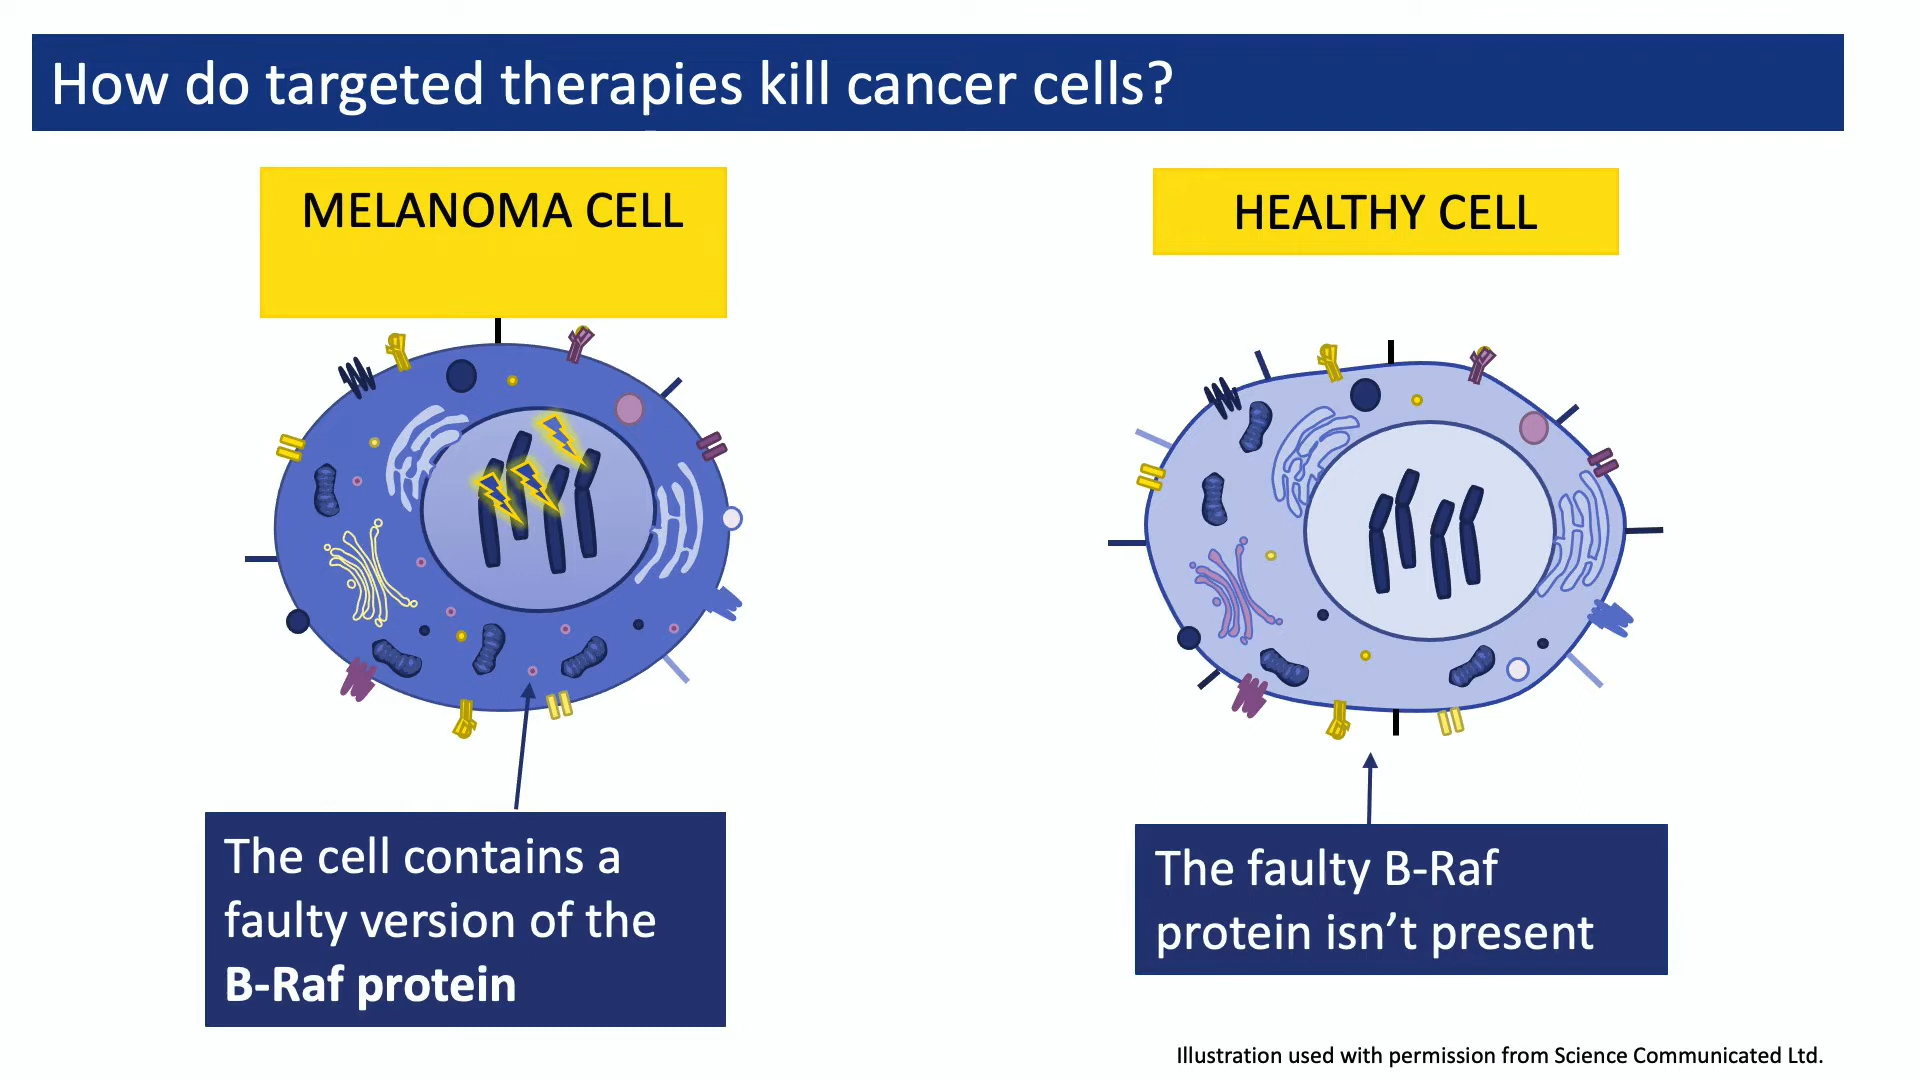 How do targeted therapies kill cancer cells?
MELANOMA CELL
HEALTHY CELL
The cell contains a
faulty version of the
B-Raf protein
The faulty B-Raf
protein isn’t present
Illustration used with permission from Science Communicated Ltd.